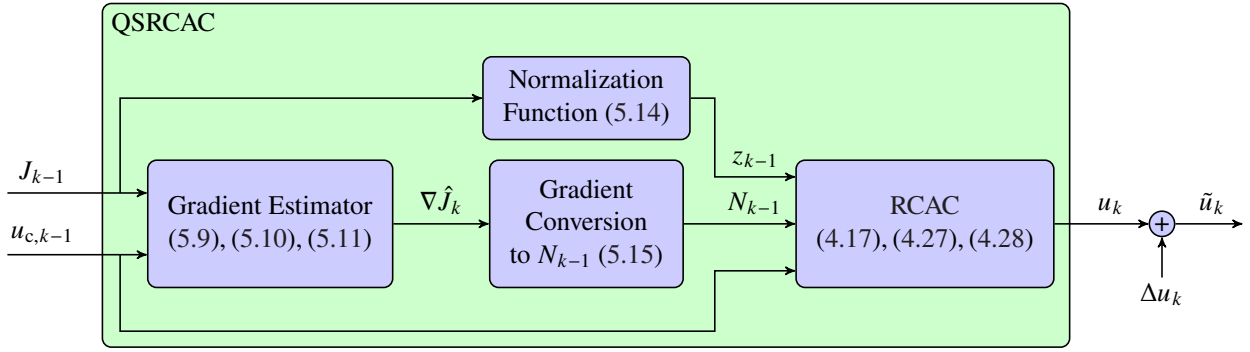 QSRCAC
Normalization
Function (5.14)
J_{k−1}
z_{k−1}
Gradient Estimator
(5.9), (5.10), (5.11)
∇Ĵ_k
Gradient
Conversion
to N_{k−1} (5.15)
N_{k−1}
RCAC
(4.17), (4.27), (4.28)
u_k
+
ũ_k
u_{c,k−1}
Δu_k